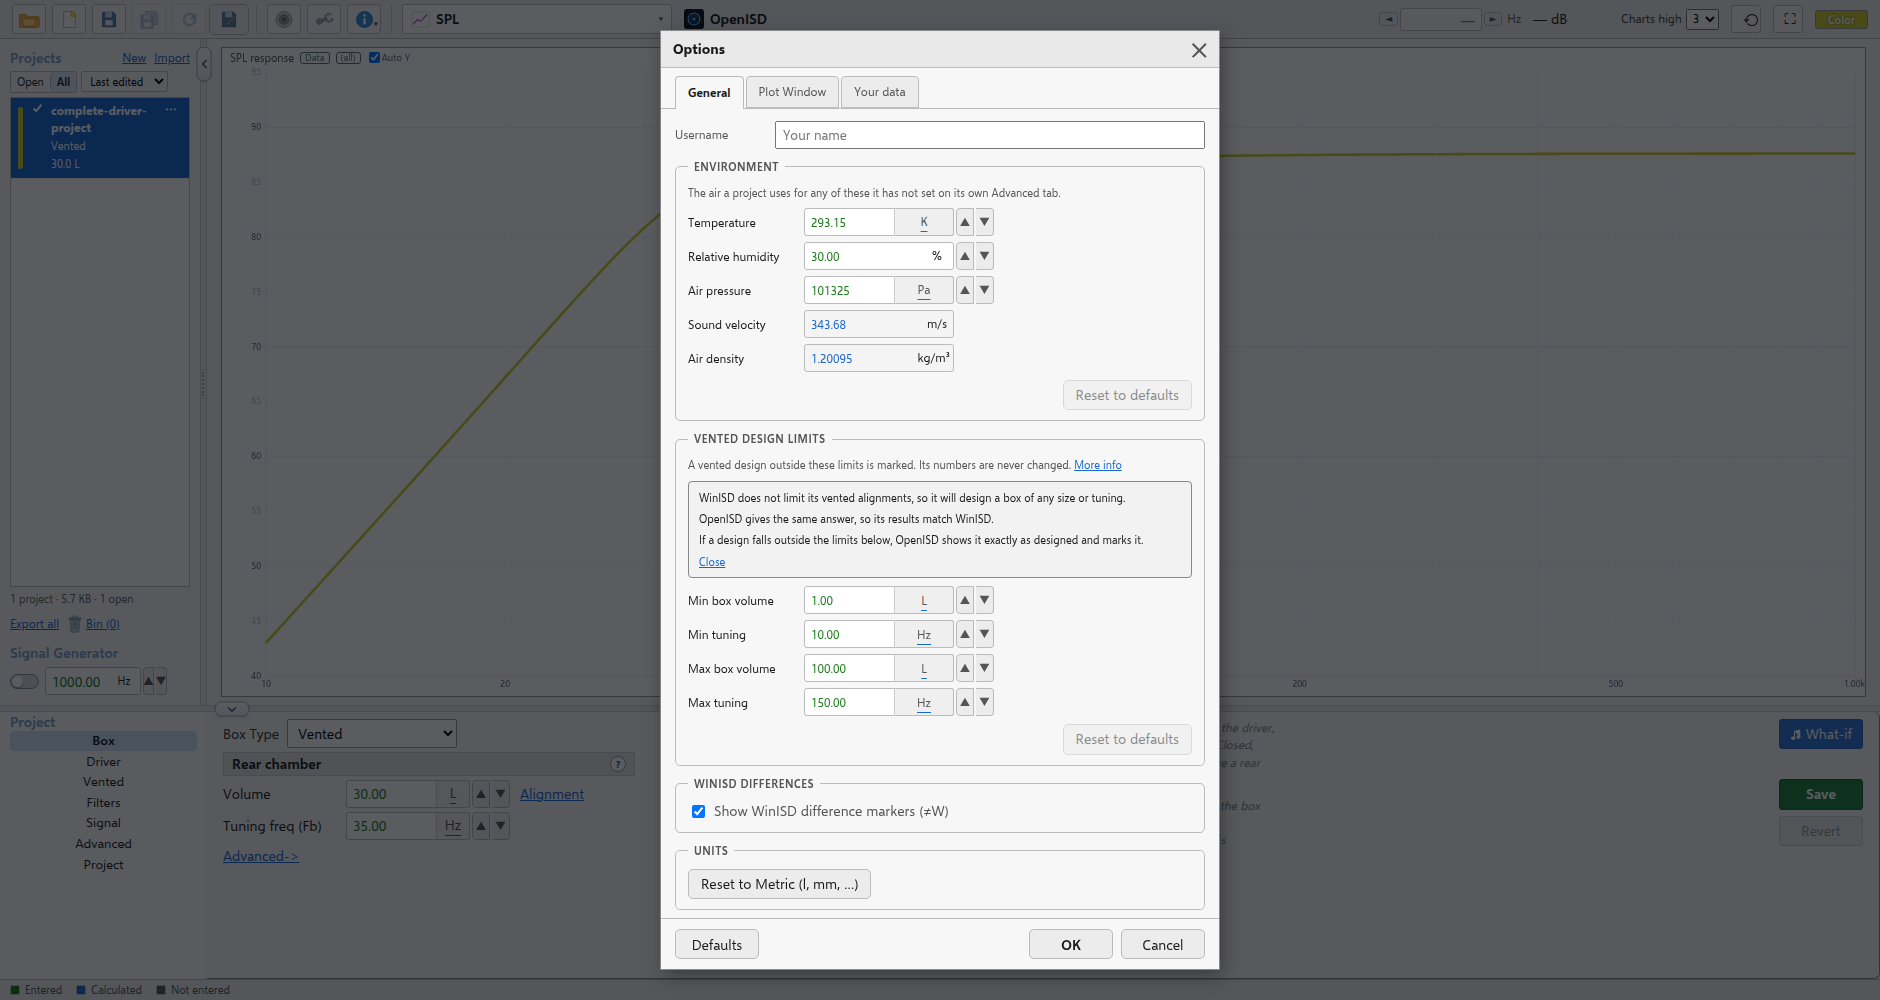 SPL
OpenISD
Hz
— dB
Charts high
3
Color
Projects
New
Import
Open
All
Last edited
complete-driver-
project
Vented
30.0 L
1 project · 5.7 KB · 1 open
Export all
Bin (0)
Signal Generator
1000.00 Hz
SPL response
Data
(all)
Auto Y
95
90
85
80
75
70
65
60
55
50
45
40
10
20
200
500
1.00k
Options
General
Plot Window
Your data
Username
Your name
ENVIRONMENT
The air a project uses for any of these it has not set on its own Advanced tab.
Temperature 293.15 K
Relative humidity 30.00 %
Air pressure 101325 Pa
Sound velocity 343.68 m/s
Air density 1.20095 kg/m³
Reset to defaults
VENTED DESIGN LIMITS
A vented design outside these limits is marked. Its numbers are never changed. More info
WinISD does not limit its vented alignments, so it will design a box of any size or tuning.
OpenISD gives the same answer, so its results match WinISD.
If a design falls outside the limits below, OpenISD shows it exactly as designed and marks it.
Close
Min box volume 1.00 L
Min tuning 10.00 Hz
Max box volume 100.00 L
Max tuning 150.00 Hz
Reset to defaults
WINISD DIFFERENCES
Show WinISD difference markers (≠W)
UNITS
Reset to Metric (l, mm, ...)
Defaults
OK
Cancel
Project
Box
Driver
Vented
Filters
Signal
Advanced
Project
Box Type Vented
Rear chamber ?
Volume 30.00 L Alignment
Tuning freq (Fb) 35.00 Hz
Advanced->
the driver,
Closed,
e a rear
the box
What-if
Save
Revert
Entered
Calculated
Not entered